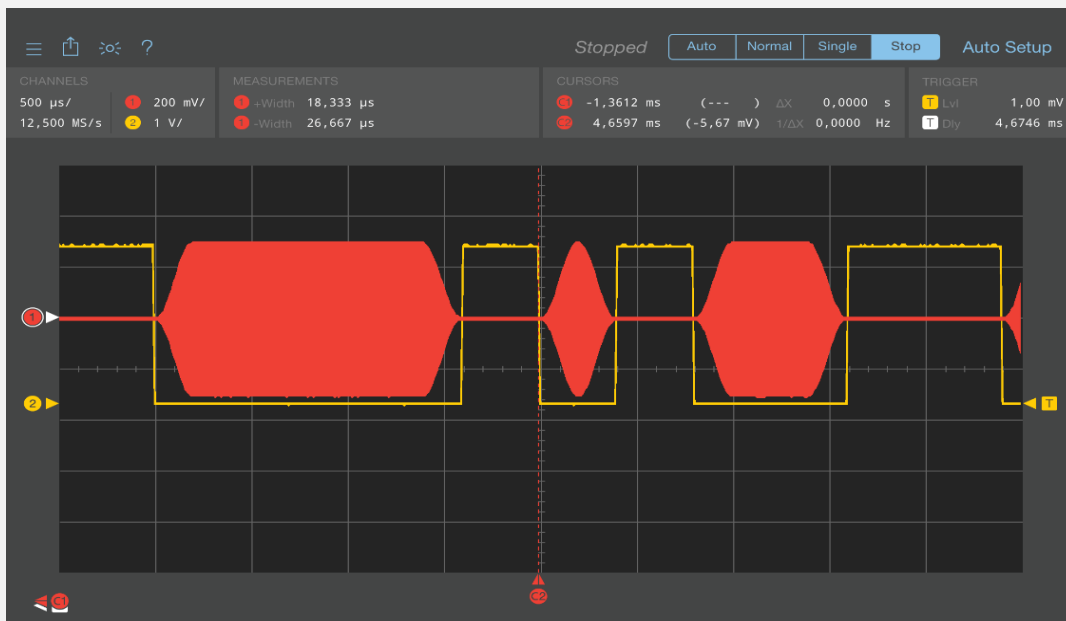 ? Stopped Auto Normal Single Stop Auto Setup
CHANNELS MEASUREMENTS CURSORS TRIGGER
500 µs/ 1 200 mV/ 1 +Width 18,333 µs C1 -1,3612 ms (--- ) ΔX 0,0000 s T Lvl 1,00 mV
12,500 MS/s 2 1 V/ 1 -Width 26,667 µs C2 4,6597 ms (-5,67 mV) 1/ΔX 0,0000 Hz T Dly 4,6746 ms
1
2 T
C2
C1